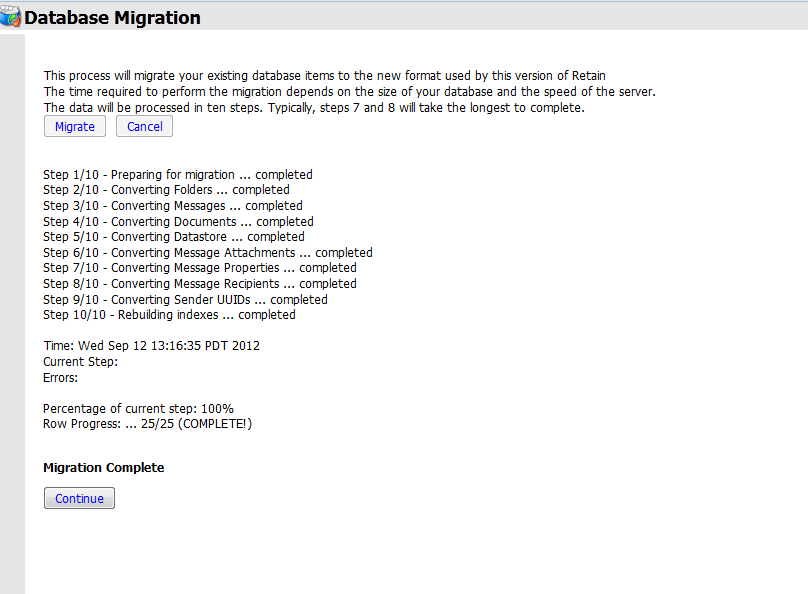 Database Migration
This process will migrate your existing database items to the new format used by this version of Retain
The time required to perform the migration depends on the size of your database and the speed of the server.
The data will be processed in ten steps. Typically, steps 7 and 8 will take the longest to complete.
Migrate Cancel
Step 1/10 - Preparing for migration ... completed
Step 2/10 - Converting Folders ... completed
Step 3/10 - Converting Messages ... completed
Step 4/10 - Converting Documents ... completed
Step 5/10 - Converting Datastore ... completed
Step 6/10 - Converting Message Attachments ... completed
Step 7/10 - Converting Message Properties ... completed
Step 8/10 - Converting Message Recipients ... completed
Step 9/10 - Converting Sender UUIDs ... completed
Step 10/10 - Rebuilding indexes ... completed
Time: Wed Sep 12 13:16:35 PDT 2012
Current Step:
Errors:
Percentage of current step: 100%
Row Progress: ... 25/25 (COMPLETE!)
Migration Complete
Continue